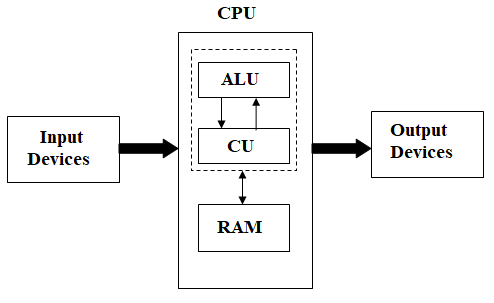 CPU
ALU
CU
RAM
Input
Devices
Output
Devices